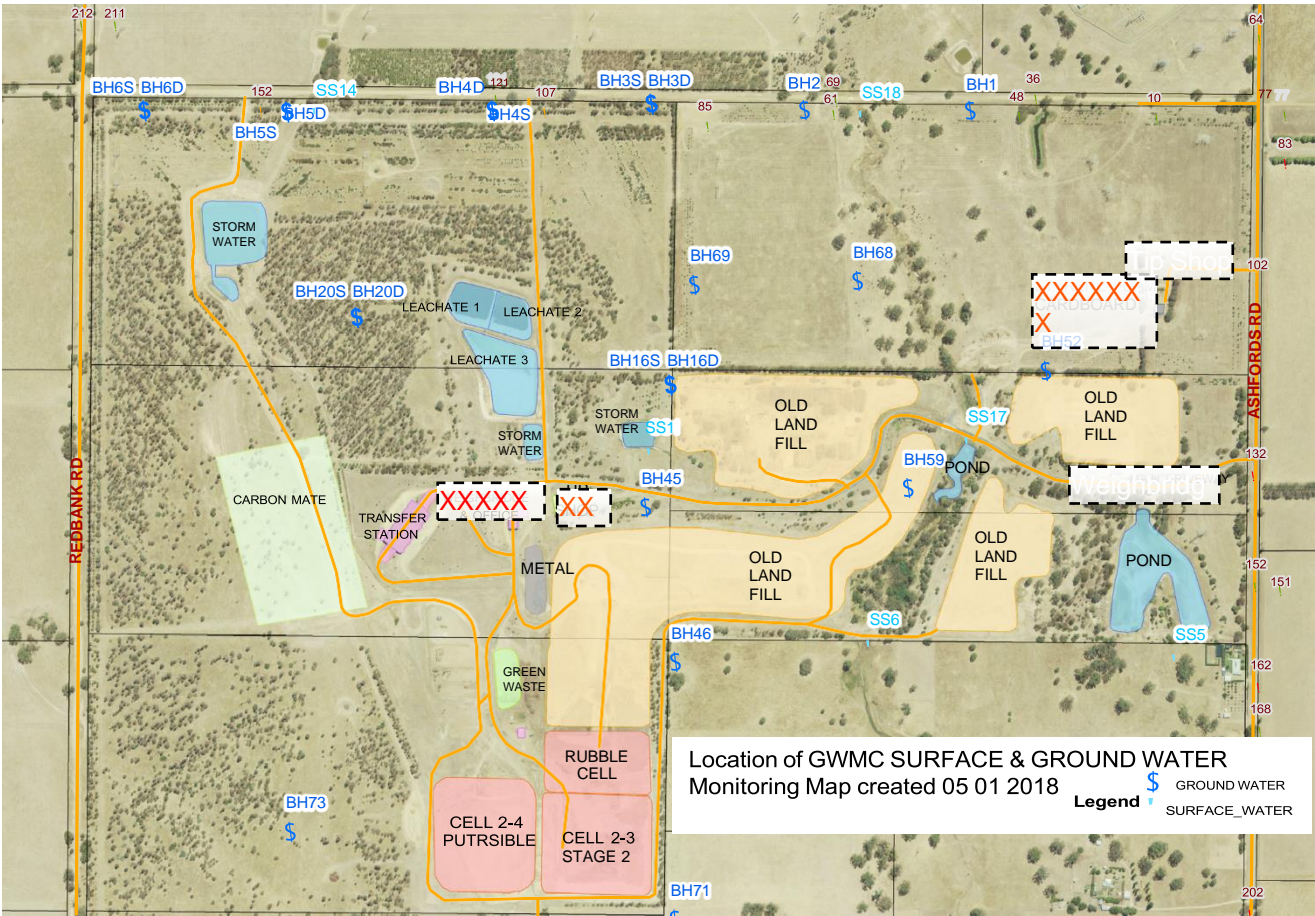 212 211
64
BH6S BH6D
152
SS14
BH4D
121
107
BH3S BH3D
BH2
69
SS18
BH1
36
BH5D
BH5S
BH4S
85
61
48
10
77
83
STORM
WATER
BH69
BH68
Up Shop
102
BH20S BH20D
LEACHATE 1
LEACHATE 2
XXXXXX
X
CARDBOARD
BH52
LEACHATE 3
BH16S BH16D
ASHFORDS RD
STORM
WATER
STORM
WATER
SS1
OLD
LAND
FILL
SS17
OLD
LAND
FILL
132
REDBANK RD
CARBON MATE
BH45
BH59
POND
Weighbridg
XXXXX
& OFFICE
XX
TRANSFER
STATION
METAL
OLD
LAND
FILL
OLD
LAND
FILL
POND
152
151
BH46
SS6
SS5
162
GREEN
WASTE
168
RUBBLE
CELL
BH73
CELL 2-4
PUTRSIBLE
CELL 2-3
STAGE 2
Location of GWMC SURFACE & GROUND WATER
Monitoring Map created 05 01 2018
Legend
GROUND WATER
SURFACE_WATER
BH71
202